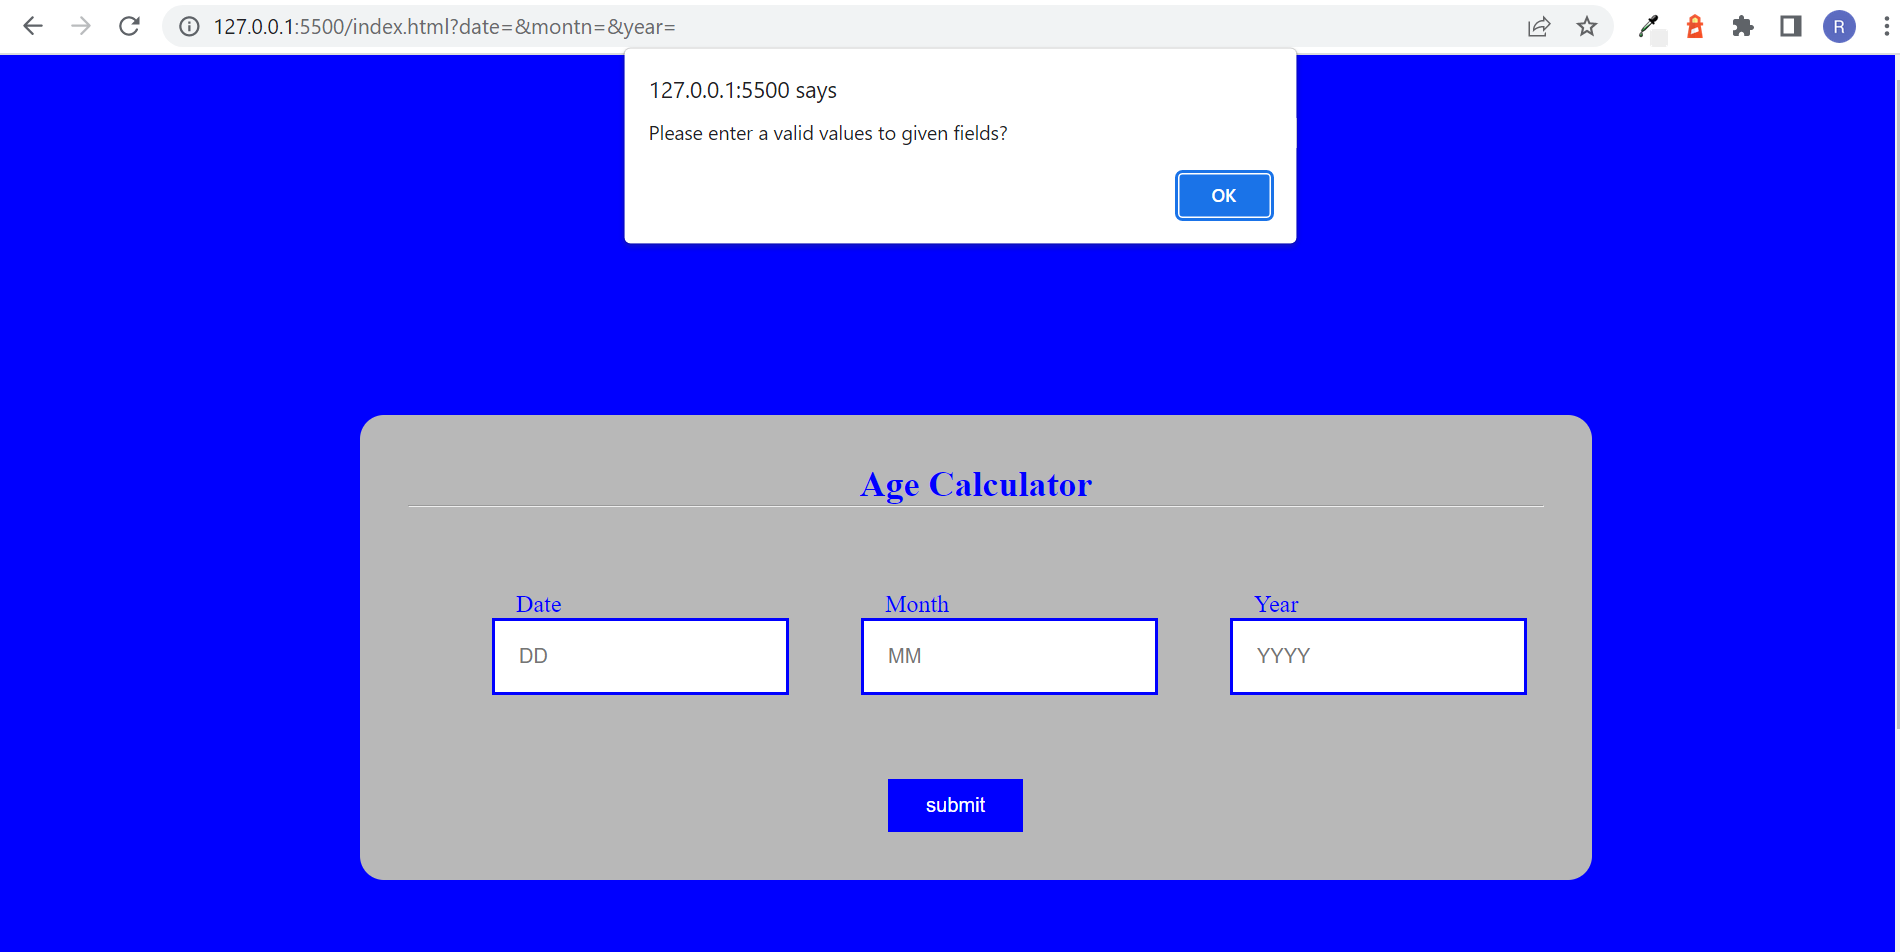 127.0.0.1:5500/index.html?date=&montn=&year=
R
127.0.0.1:5500 says
Please enter a valid values to given fields?
OK
Age Calculator
Date Month Year
DD MM YYYY
submit